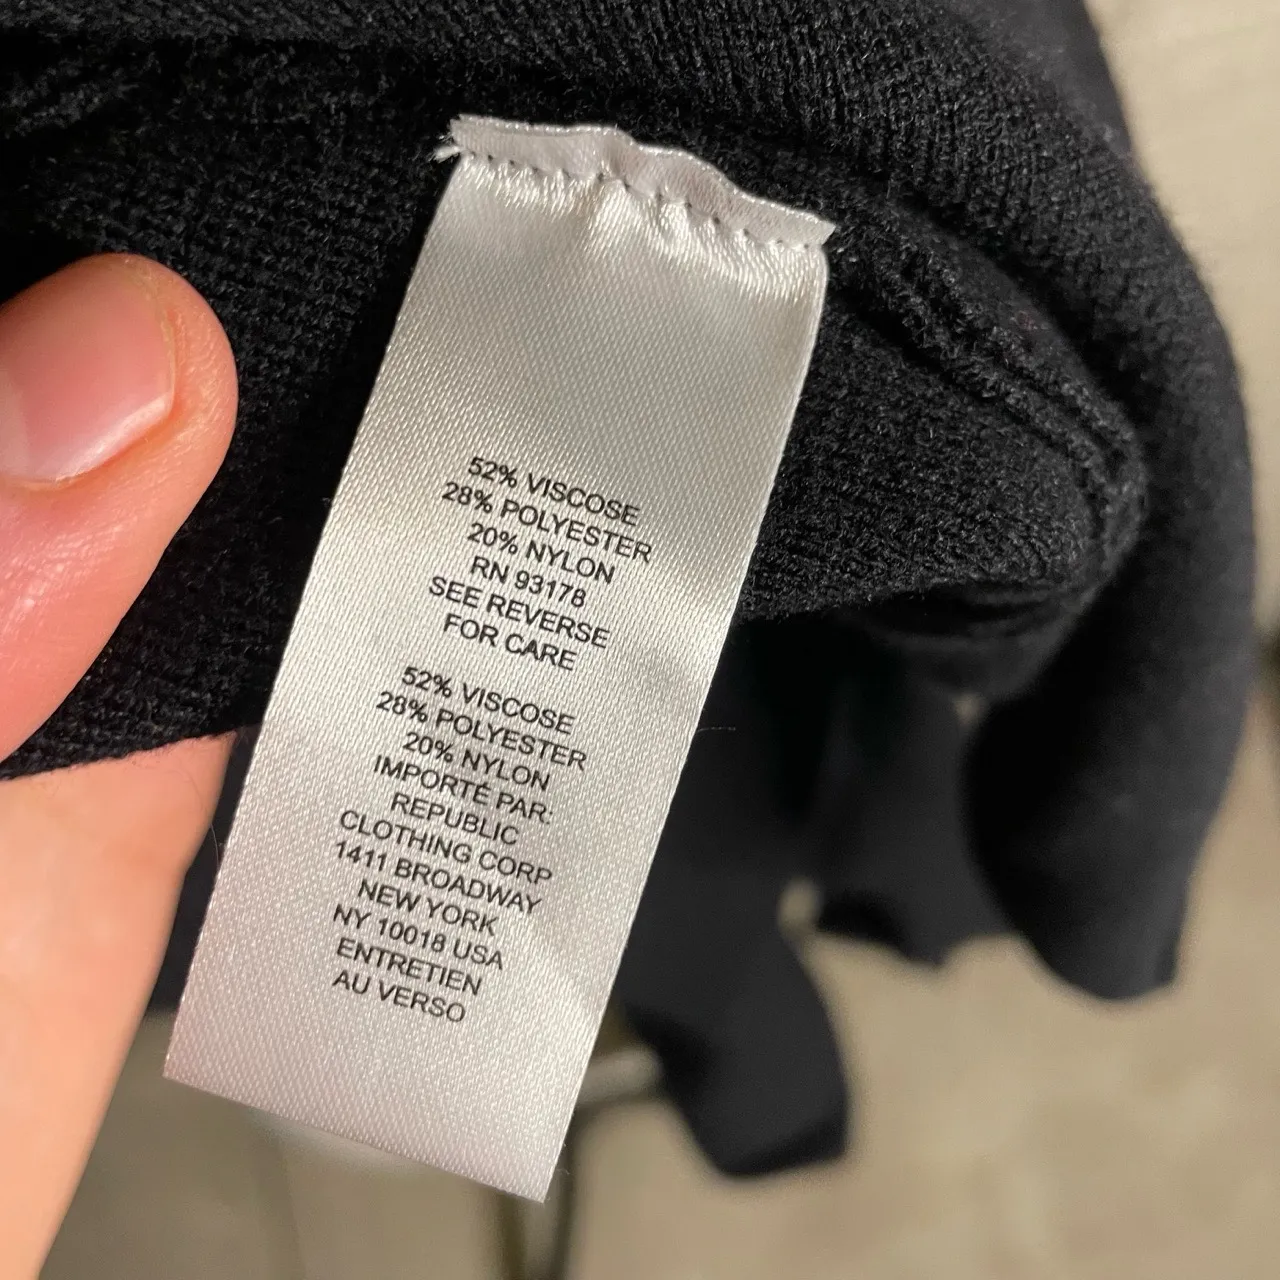 52% VISCOSE
28% POLYESTER
20% NYLON
RN 93178
SEE REVERSE
FOR CARE
52% VISCOSE
28% POLYESTER
20% NYLON
IMPORTÉ PAR:
REPUBLIC
CLOTHING CORP
1411 BROADWAY
NEW YORK
NY 10018 USA
ENTRETIEN
AU VERSO